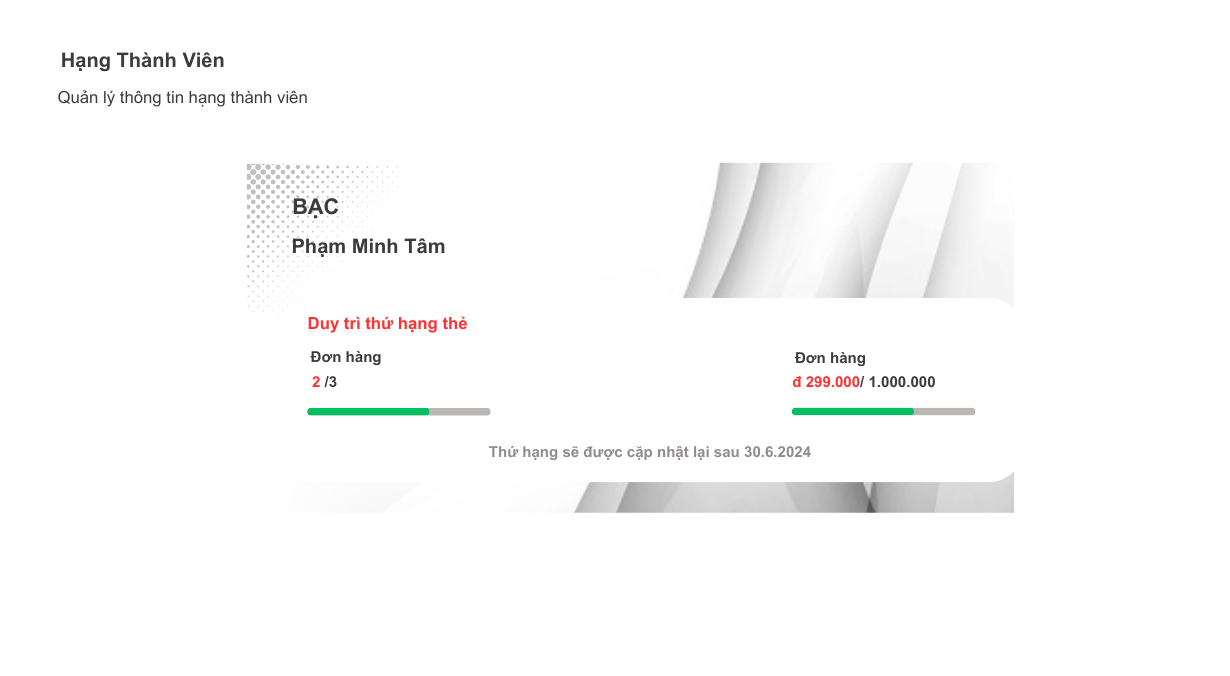 Hạng Thành Viên
Quản lý thông tin hạng thành viên
BẠC
Phạm Minh Tâm
Duy trì thứ hạng thẻ
Đơn hàng
2 /3
Đơn hàng
đ 299.000/ 1.000.000
Thứ hạng sẽ được cặp nhật lại sau 30.6.2024